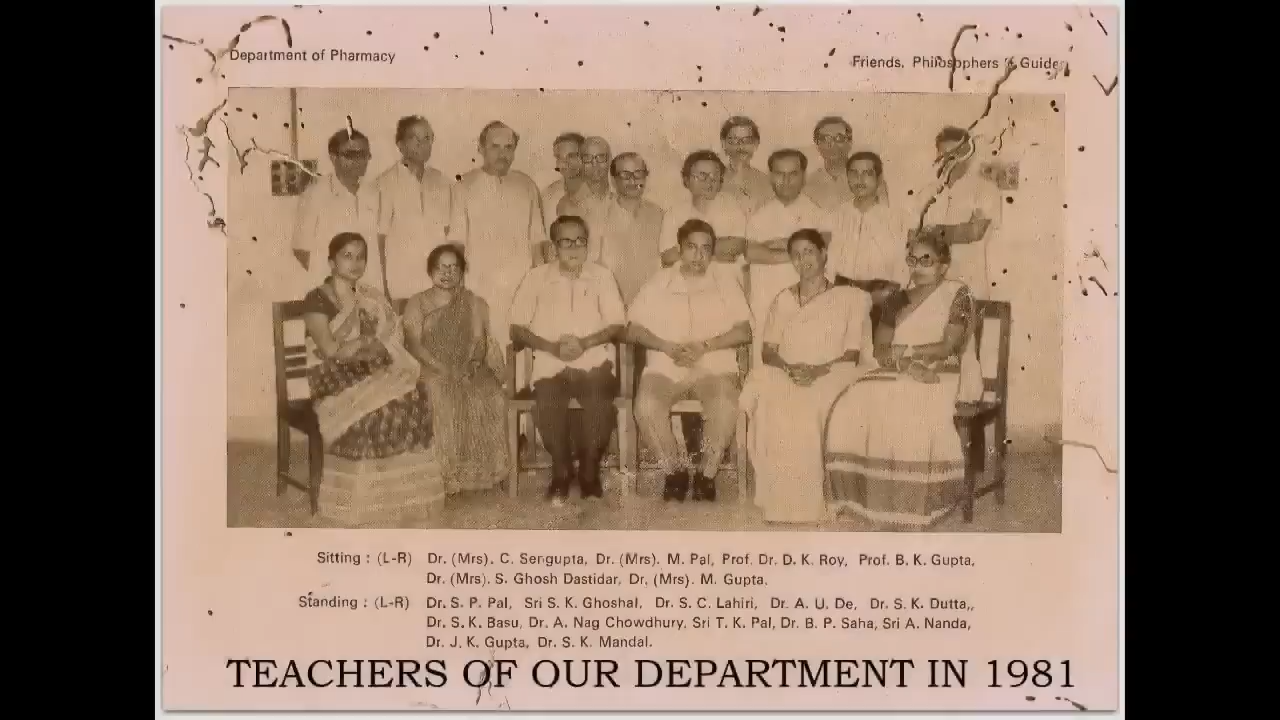 Department of Pharmacy
Friends, Philosophers & Guides
Sitting : (L-R) Dr. (Mrs). C. Sengupta, Dr. (Mrs). M. Pal, Prof. Dr. D. K. Roy, Prof. B. K. Gupta,
Dr. (Mrs). S. Ghosh Dastidar, Dr. (Mrs). M. Gupta.
Standing : (L-R) Dr. S. P. Pal, Sri S. K. Ghoshal, Dr. S. C. Lahiri, Dr. A. U. De, Dr. S. K. Dutta,,
Dr. S. K. Basu, Dr. A. Nag Chowdhury, Sri T. K. Pal, Dr. B. P. Saha, Sri A. Nanda,
Dr. J. K. Gupta, Dr. S. K. Mandal.
TEACHERS OF OUR DEPARTMENT IN 1981